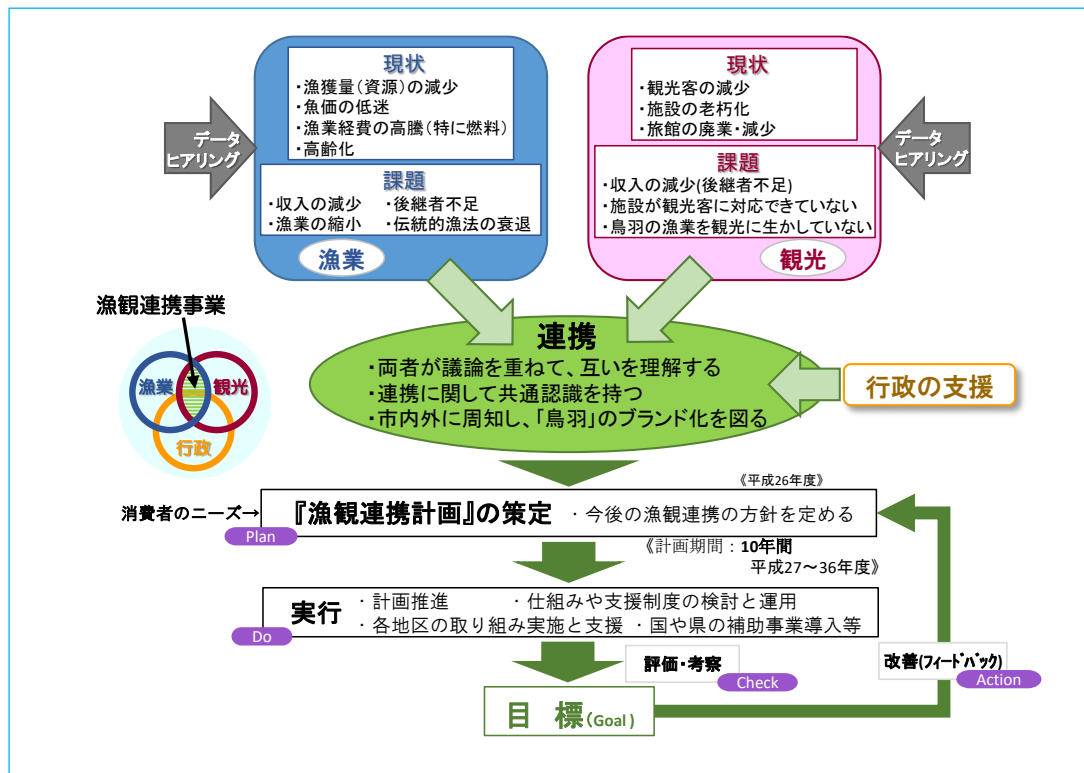 現状
・漁獲量(資源)の減少
・魚価の低迷
・漁業経費の高騰(特に燃料)
・高齢化
課題
・収入の減少 ・後継者不足
・漁業の縮小 ・伝統的漁法の衰退
漁業
データ
ヒアリング
現状
・観光客の減少
・施設の老朽化
・旅館の廃業・減少
課題
・収入の減少(後継者不足)
・施設が観光客に対応できていない
・鳥羽の漁業を観光に生かしていない
観光
データ
ヒアリング
漁観連携事業
漁業
観光
行政
連携
・両者が議論を重ねて、互いを理解する
・連携に関して共通認識を持つ
・市内外に周知し、「鳥羽」のブランド化を図る
行政の支援
《平成26年度》
消費者のニーズ→
『漁観連携計画』の策定 ・今後の漁観連携の方針を定める
Plan
《計画期間:10年間
平成27~36年度》
実行
・計画推進 ・仕組みや支援制度の検討と運用
・各地区の取り組み実施と支援 ・国や県の補助事業導入等
Do
評価・考察
Check
改善(フィードバック)
Action
目 標(Goal)